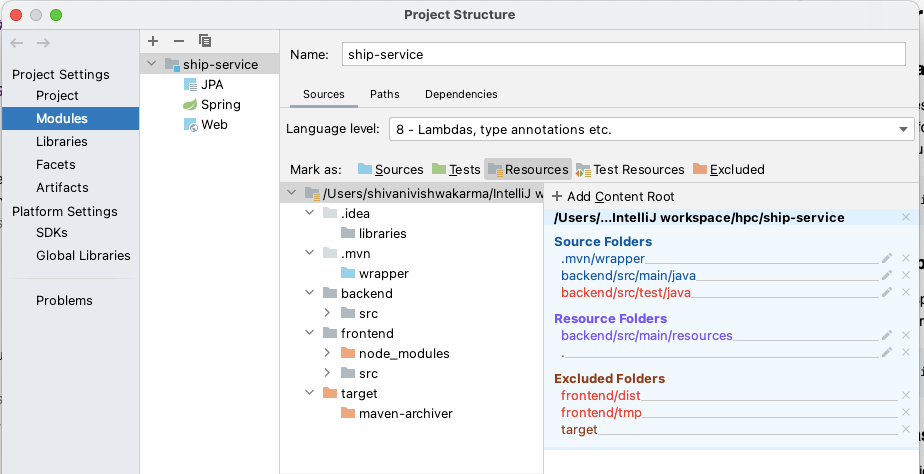 Project Structure
Project Settings
Project
Modules
Libraries
Facets
Artifacts
Platform Settings
SDKs
Global Libraries
Problems
ship-service
JPA
Spring
Web
Name: ship-service
Sources Paths Dependencies
Language level: 8 - Lambdas, type annotations etc.
Mark as: Sources Tests Resources Test Resources Excluded
/Users/shivanivishwakarma/IntelliJ w
.idea
libraries
.mvn
wrapper
backend
src
frontend
node_modules
src
target
maven-archiver
+ Add Content Root
/Users/...IntelliJ workspace/hpc/ship-service
Source Folders
.mvn/wrapper
backend/src/main/java
backend/src/test/java
Resource Folders
backend/src/main/resources
.
Excluded Folders
frontend/dist
frontend/tmp
target